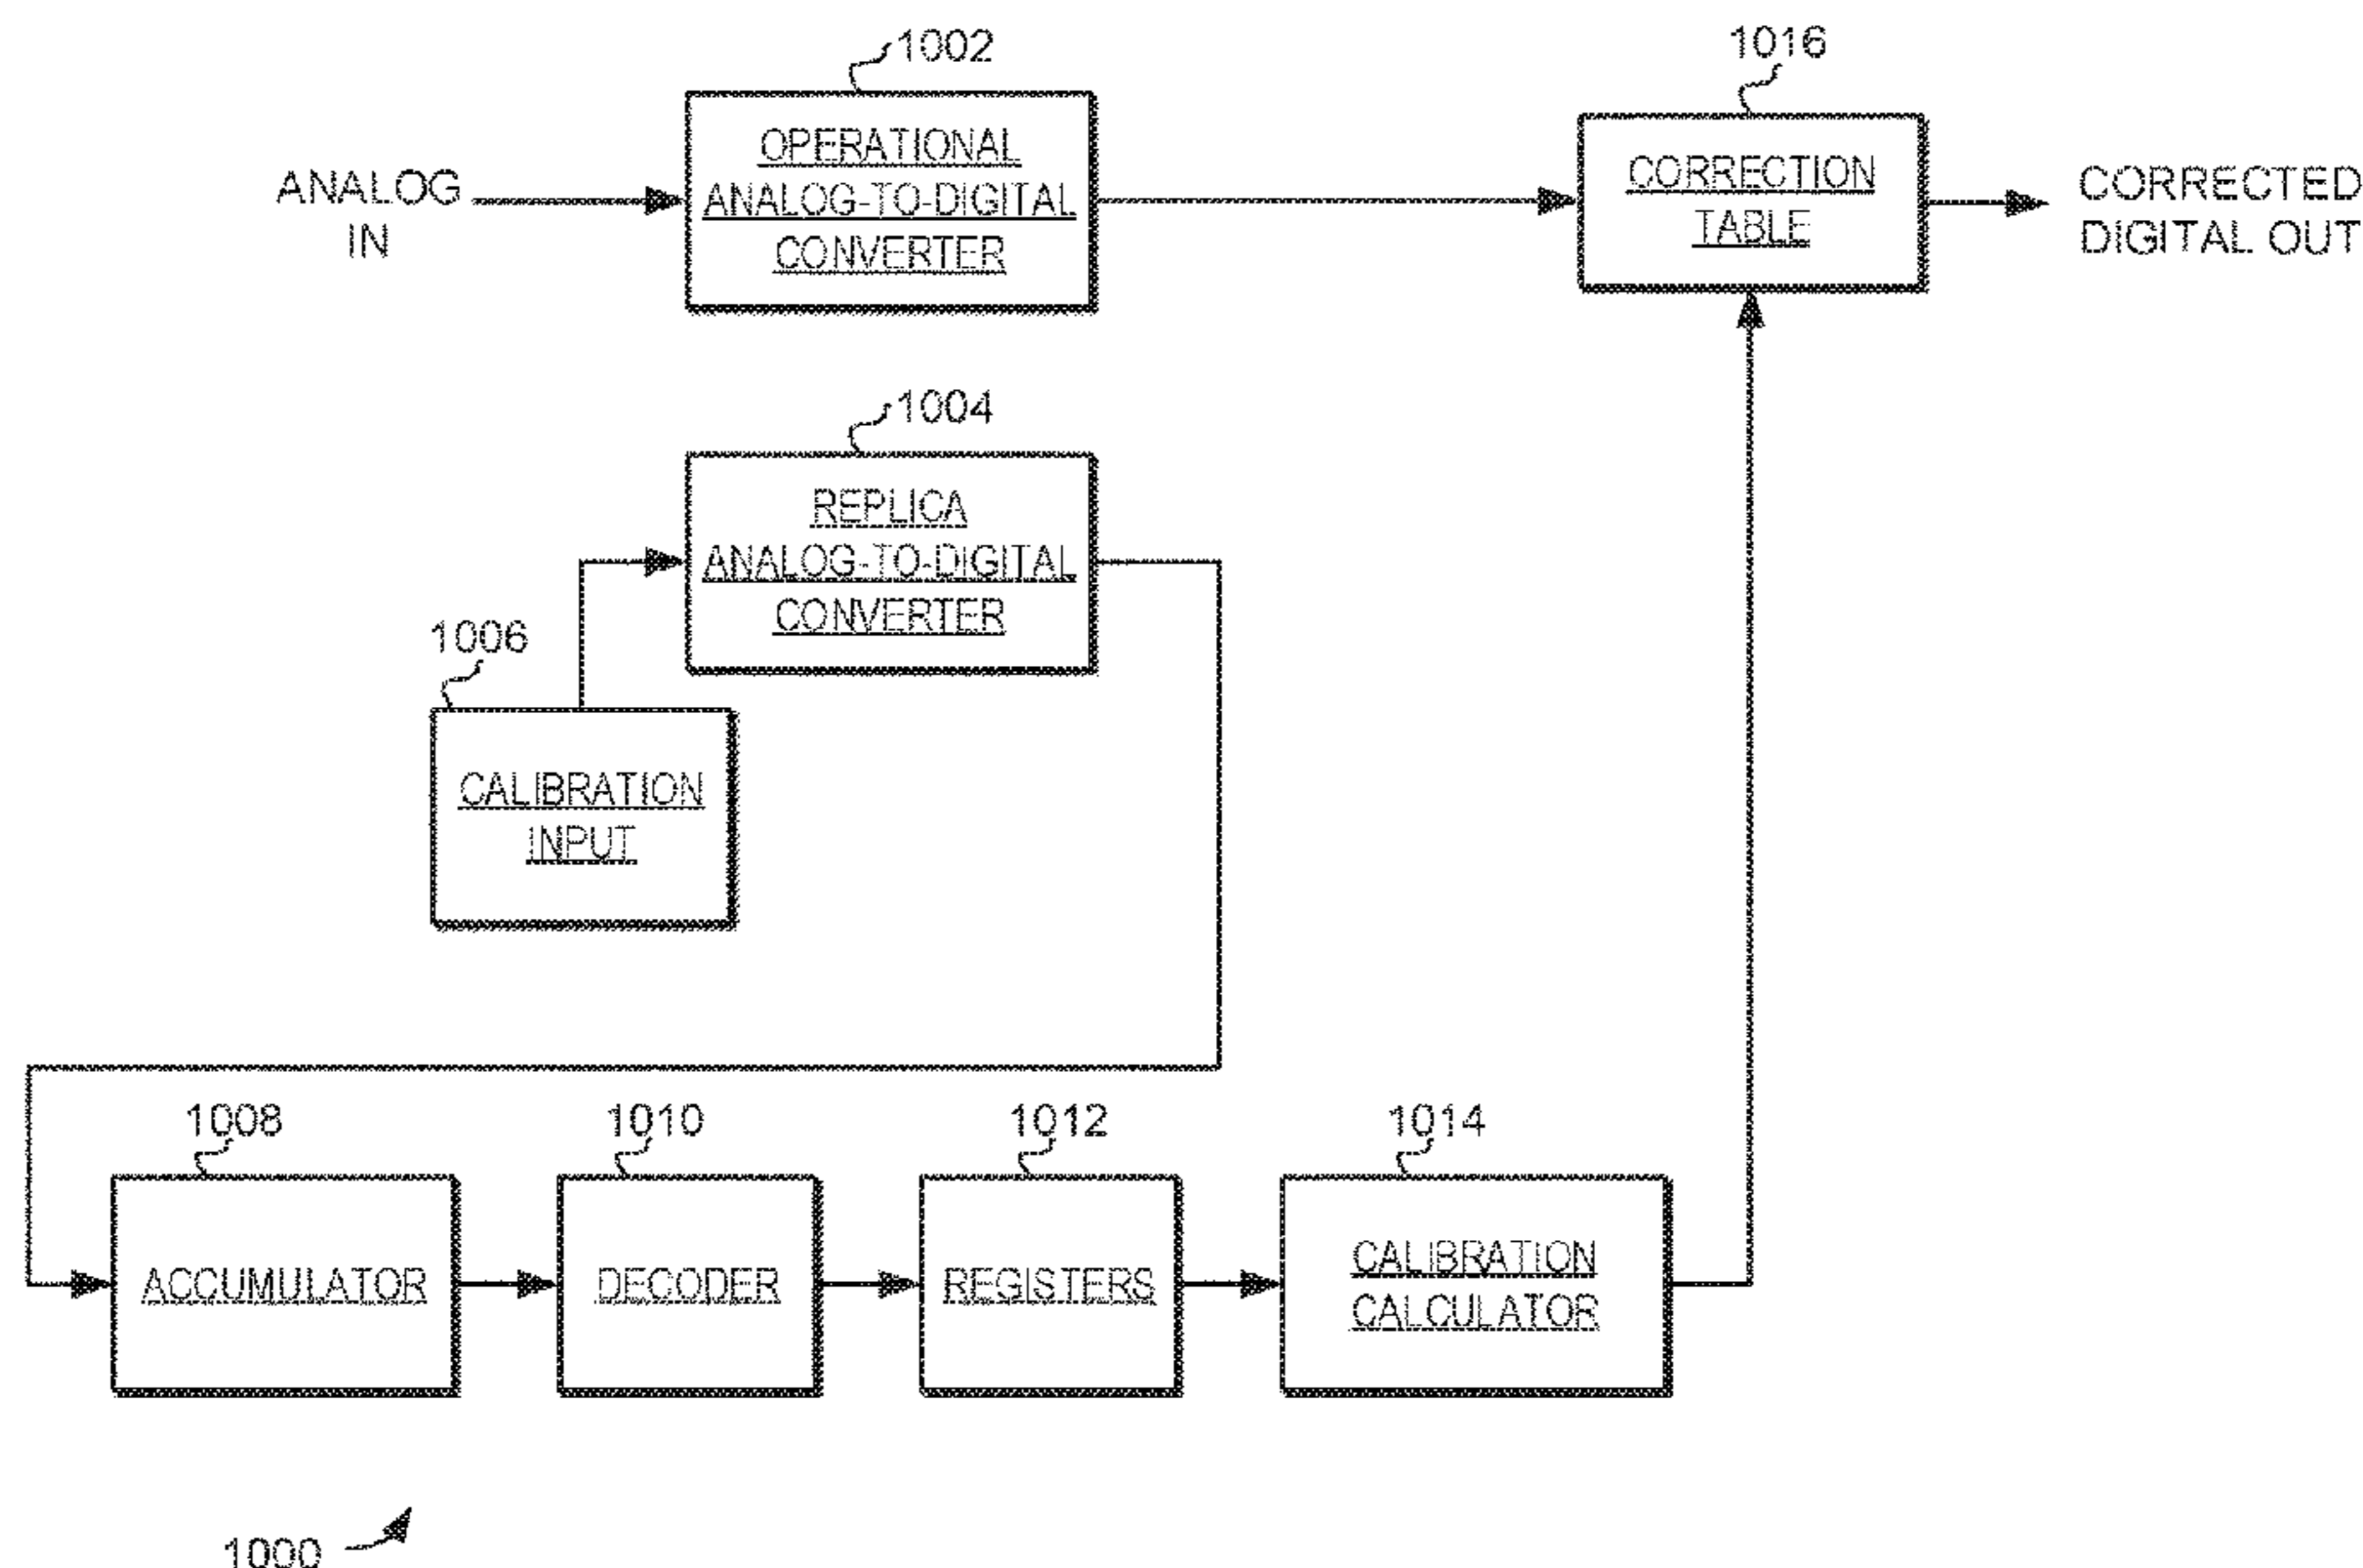 1002
1016
OPERATIONAL
ANALOG-TO-DIGITAL
CONVERTER
ANALOG
IN
CORRECTION
TABLE
CORRECTED
DIGITAL OUT
1004
REPLICA
ANALOG-TO-DIGITAL
CONVERTER
1006
CALIBRATION
INPUT
1008
1010
1012
1014
ACCUMULATOR
DECODER
REGISTERS
CALIBRATION
CALCULATOR
1000